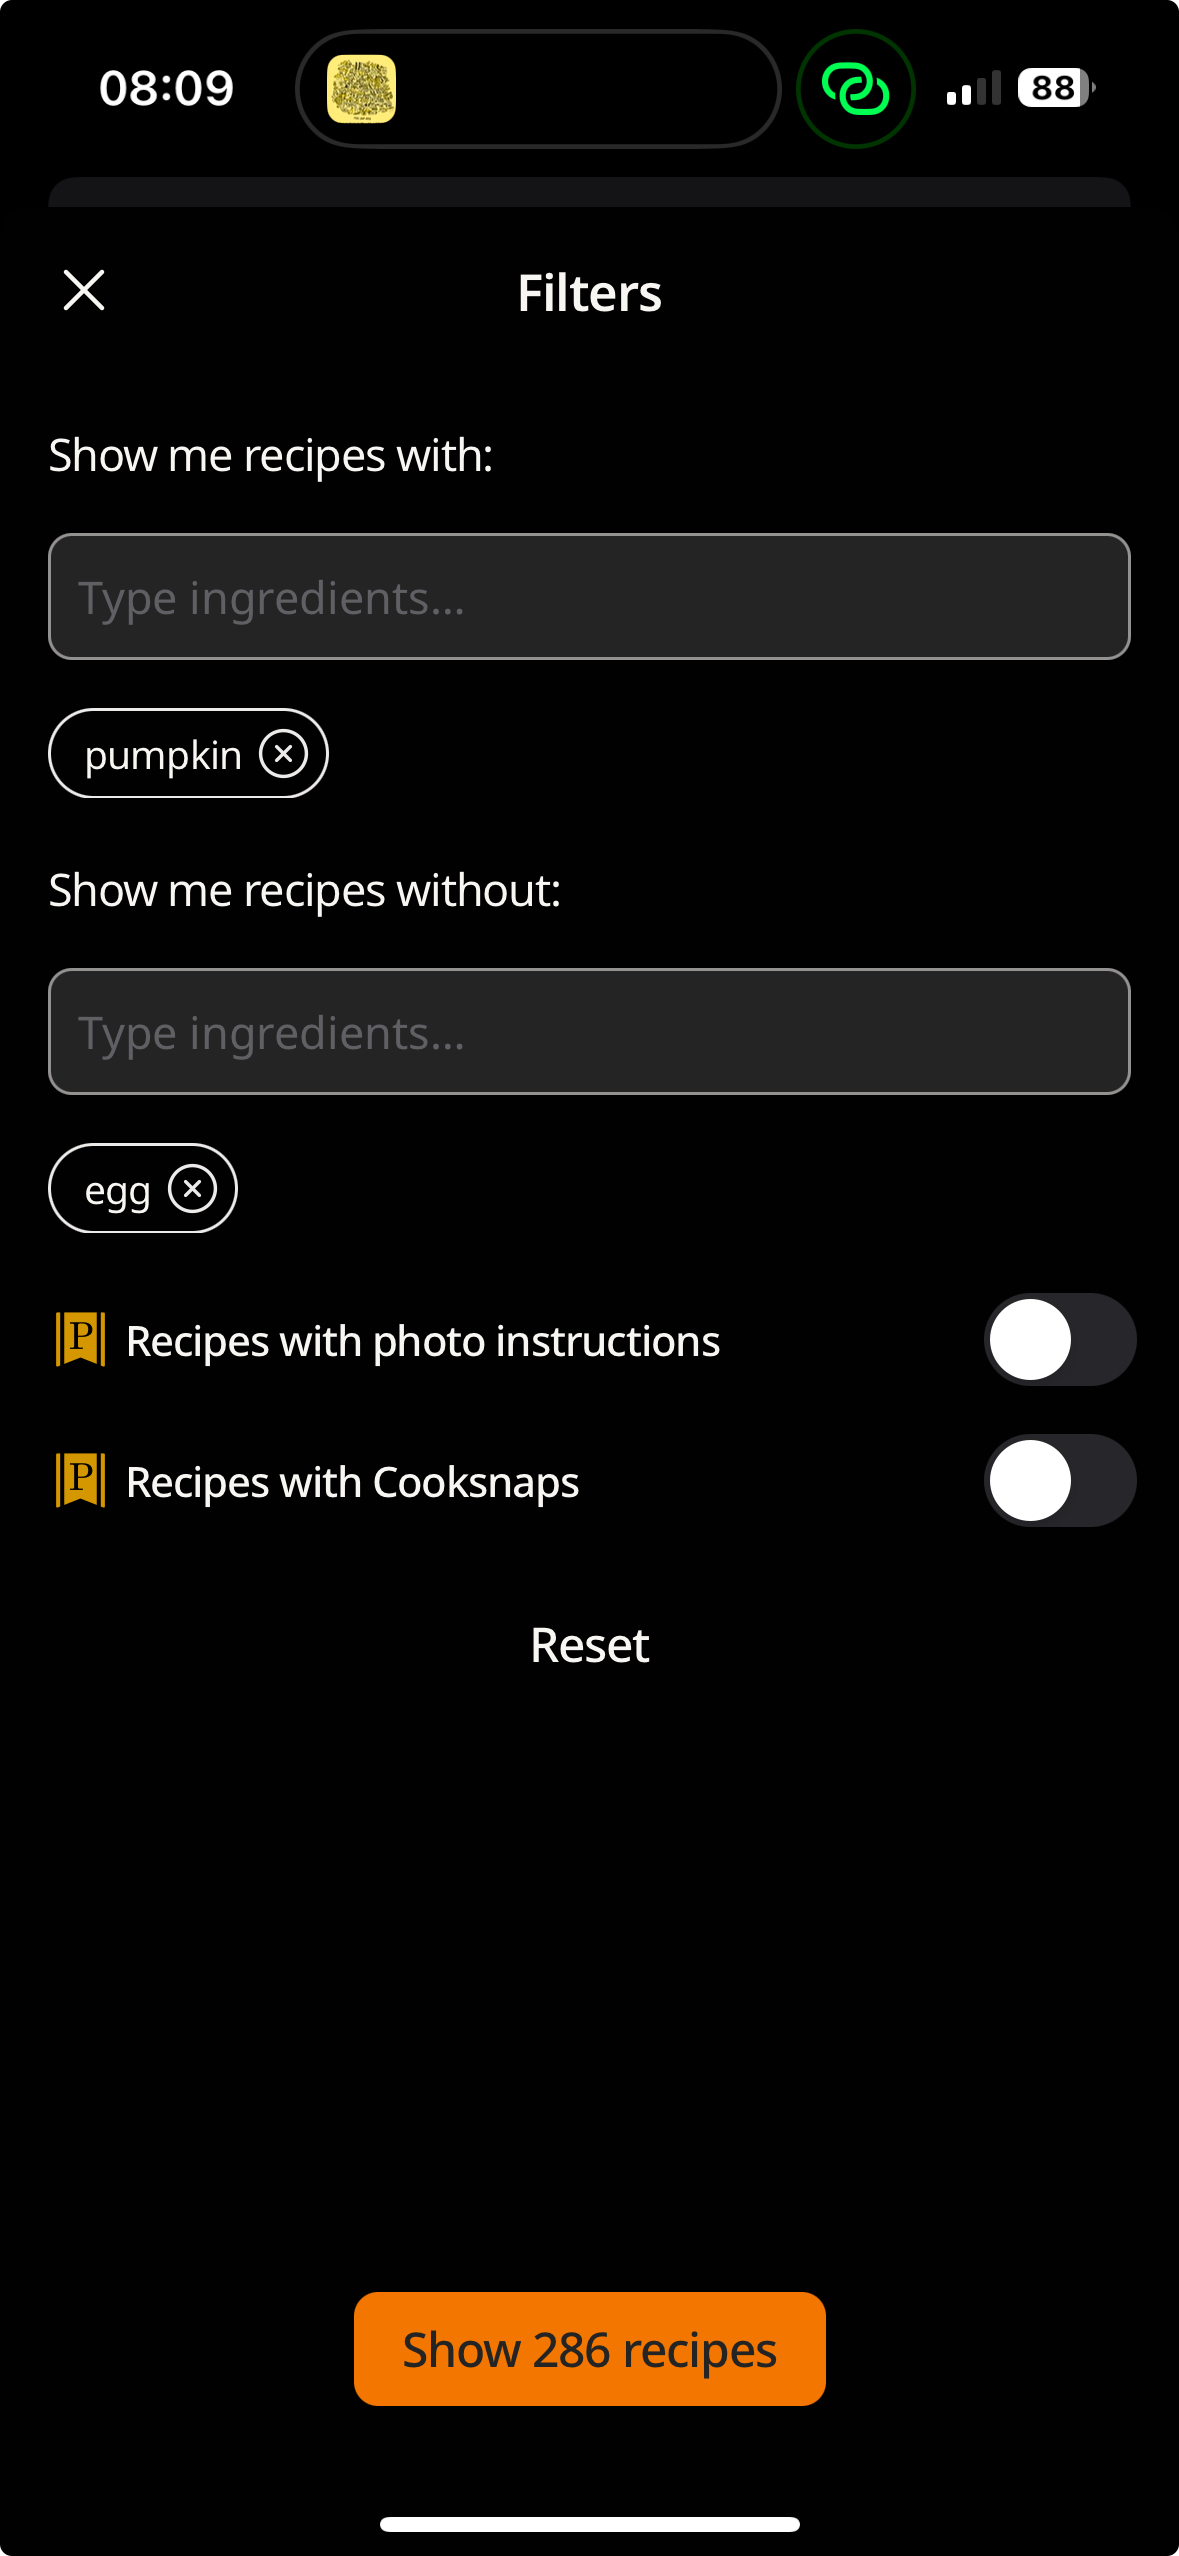 08:09
88
Filters
Show me recipes with:
Type ingredients...
pumpkin
Show me recipes without:
Type ingredients...
egg
P Recipes with photo instructions
P Recipes with Cooksnaps
Reset
Show 286 recipes